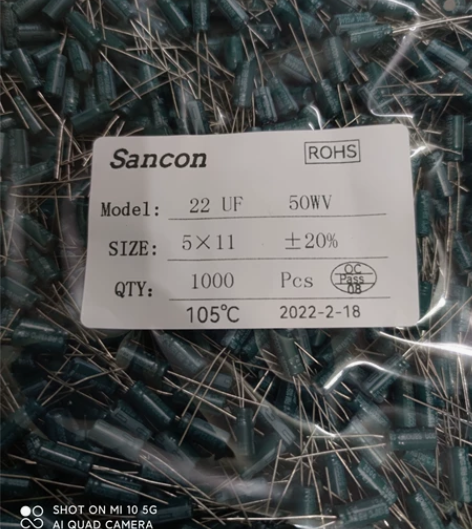 Sancon
ROHS
Model: 22 UF 50WV
SIZE: 5×11 ±20%
QTY: 1000 Pcs
QC
Pass
08
105℃ 2022-2-18
SHOT ON MI 10 5G
AI QUAD CAMERA